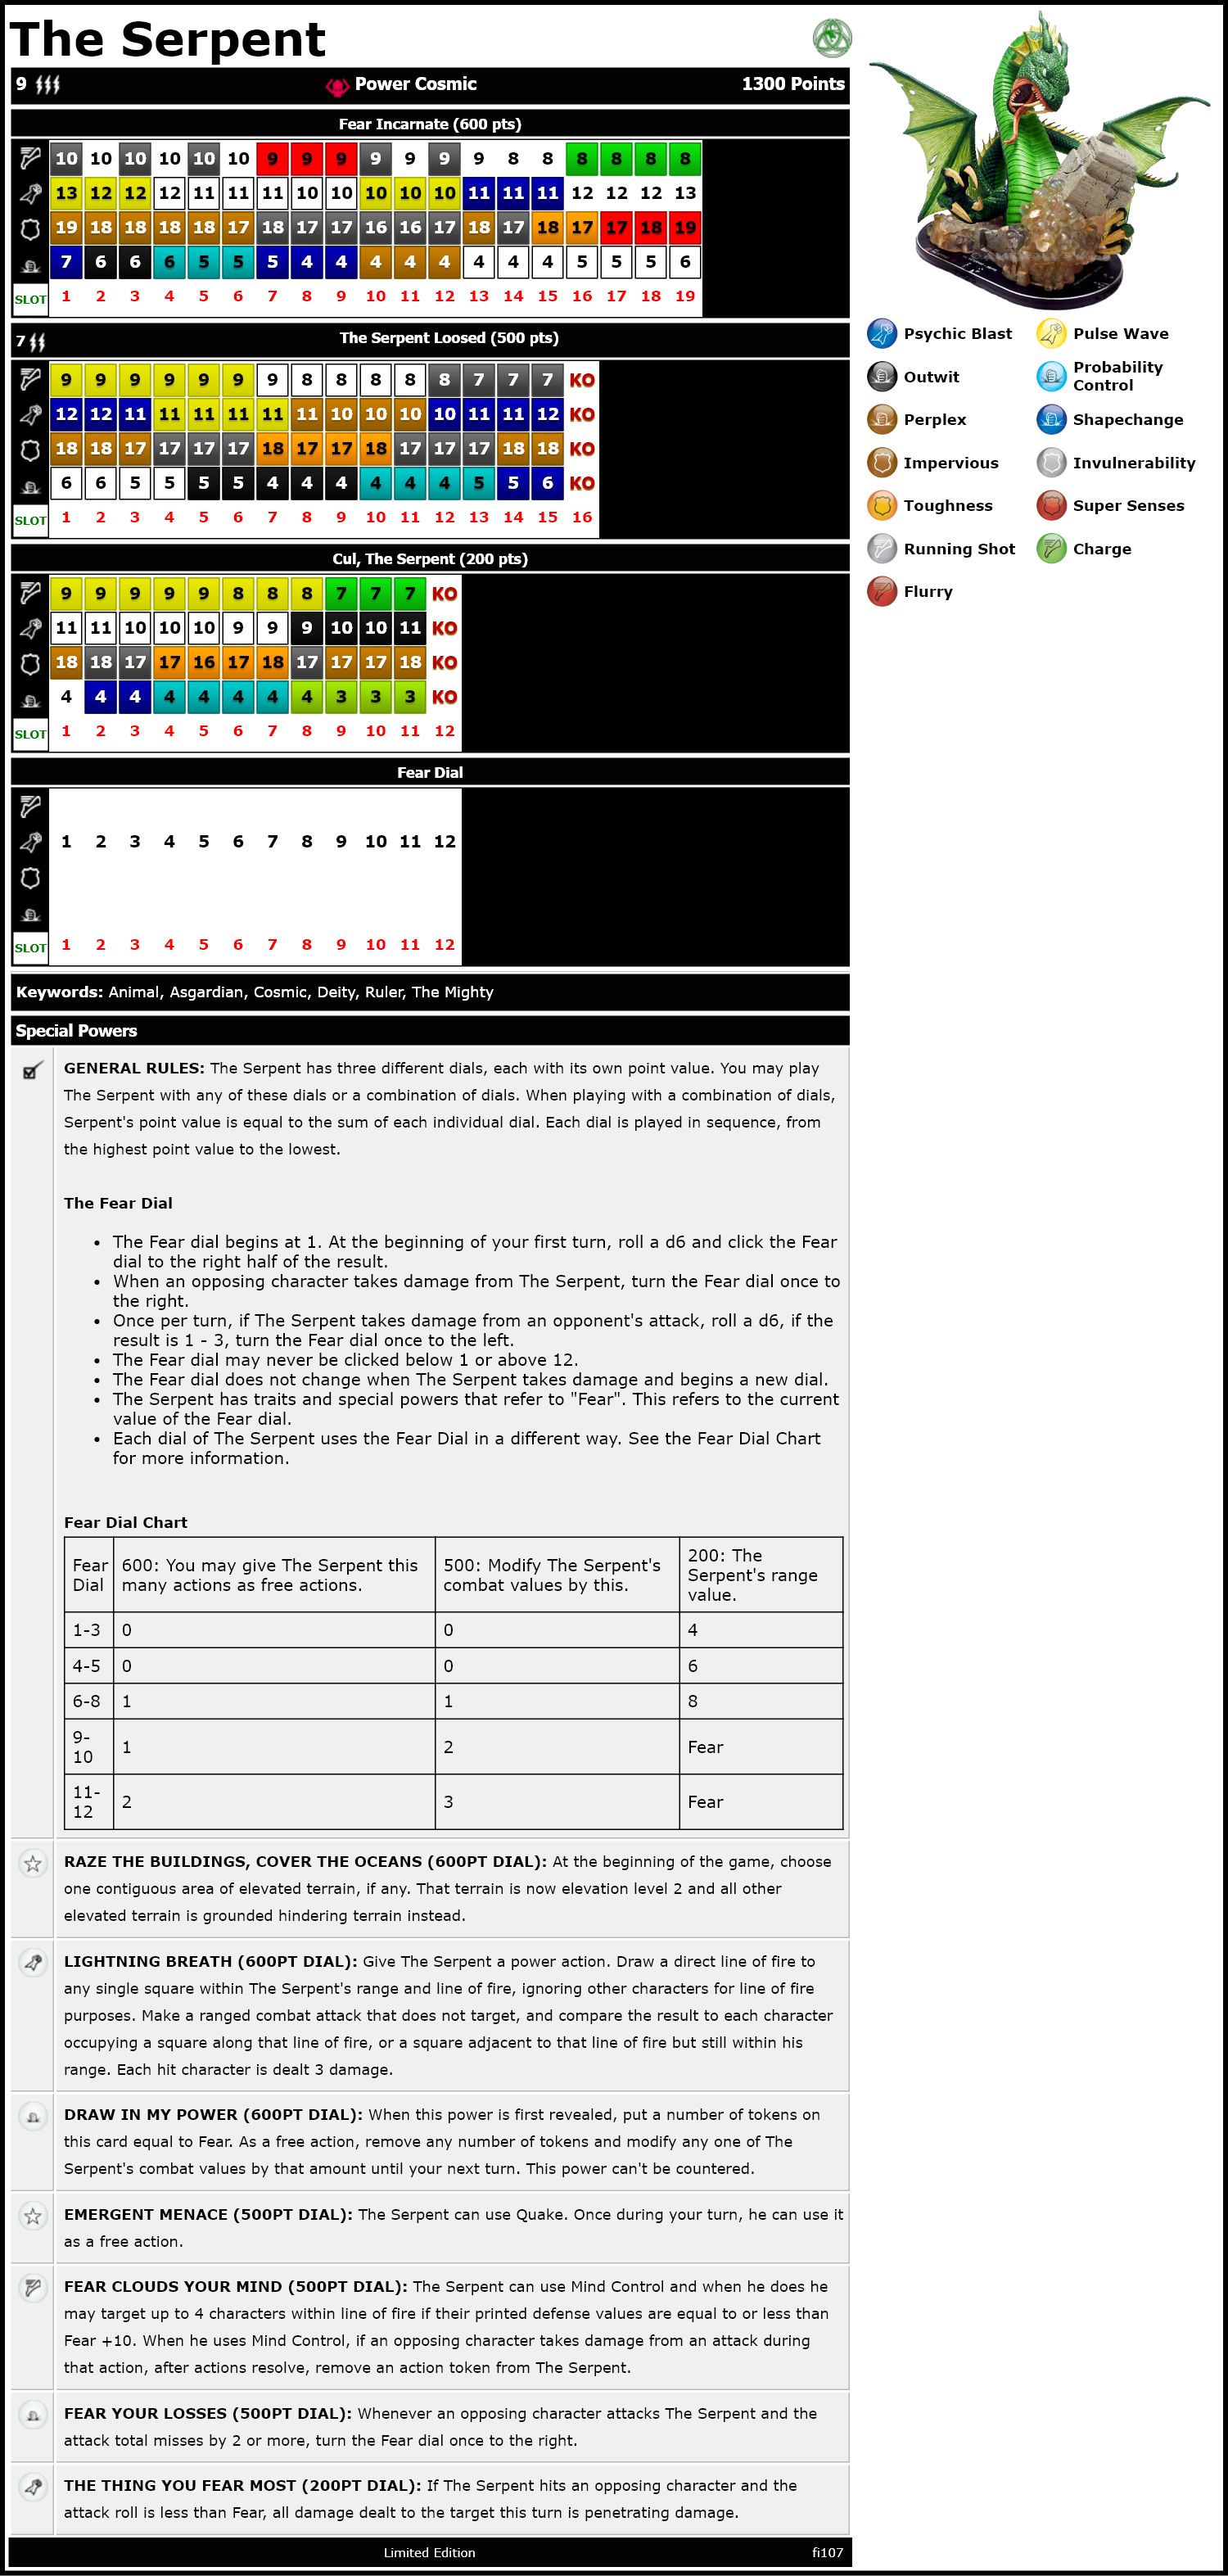 The Serpent
9 Power Cosmic 1300 Points
Fear Incarnate (600 pts)
10 10 10 10 10 10 9 9 9 9 9 9 9 8 8 8 8 8 8
13 12 12 12 11 11 11 10 10 10 10 10 11 11 11 12 12 12 13
19 18 18 18 18 17 18 17 17 16 16 17 18 17 18 17 17 18 19
7 6 6 6 5 5 5 4 4 4 4 4 4 4 4 5 5 5 6
SLOT 1 2 3 4 5 6 7 8 9 10 11 12 13 14 15 16 17 18 19
7 The Serpent Loosed (500 pts)
9 9 9 9 9 9 9 8 8 8 8 8 7 7 7 KO
12 12 11 11 11 11 11 11 10 10 10 10 11 11 12 KO
18 18 17 17 17 17 18 17 17 18 17 17 17 18 18 KO
6 6 5 5 5 5 4 4 4 4 4 4 5 5 6 KO
SLOT 1 2 3 4 5 6 7 8 9 10 11 12 13 14 15 16
Cul, The Serpent (200 pts)
9 9 9 9 9 8 8 8 7 7 7 KO
11 11 10 10 10 9 9 9 10 10 11 KO
18 18 17 17 16 17 18 17 17 17 18 KO
4 4 4 4 4 4 4 4 3 3 3 KO
SLOT 1 2 3 4 5 6 7 8 9 10 11 12
Fear Dial
1 2 3 4 5 6 7 8 9 10 11 12
SLOT 1 2 3 4 5 6 7 8 9 10 11 12
Keywords: Animal, Asgardian, Cosmic, Deity, Ruler, The Mighty
Special Powers
GENERAL RULES: The Serpent has three different dials, each with its own point value. You may play
The Serpent with any of these dials or a combination of dials. When playing with a combination of dials,
Serpent's point value is equal to the sum of each individual dial. Each dial is played in sequence, from
the highest point value to the lowest.
The Fear Dial
• The Fear dial begins at 1. At the beginning of your first turn, roll a d6 and click the Fear
dial to the right half of the result.
• When an opposing character takes damage from The Serpent, turn the Fear dial once to
the right.
• Once per turn, if The Serpent takes damage from an opponent's attack, roll a d6, if the
result is 1 - 3, turn the Fear dial once to the left.
• The Fear dial may never be clicked below 1 or above 12.
• The Fear dial does not change when The Serpent takes damage and begins a new dial.
• The Serpent has traits and special powers that refer to "Fear". This refers to the current
value of the Fear dial.
• Each dial of The Serpent uses the Fear Dial in a different way. See the Fear Dial Chart
for more information.
Fear Dial Chart
Fear Dial 600: You may give The Serpent this many actions as free actions. 500: Modify The Serpent's combat values by this. 200: The Serpent's range value.
1-3 0 0 4
4-5 0 0 6
6-8 1 1 8
9-10 1 2 Fear
11-12 2 3 Fear
RAZE THE BUILDINGS, COVER THE OCEANS (600PT DIAL): At the beginning of the game, choose
one contiguous area of elevated terrain, if any. That terrain is now elevation level 2 and all other
elevated terrain is grounded hindering terrain instead.
LIGHTNING BREATH (600PT DIAL): Give The Serpent a power action. Draw a direct line of fire to
any single square within The Serpent's range and line of fire, ignoring other characters for line of fire
purposes. Make a ranged combat attack that does not target, and compare the result to each character
occupying a square along that line of fire, or a square adjacent to that line of fire but still within his
range. Each hit character is dealt 3 damage.
DRAW IN MY POWER (600PT DIAL): When this power is first revealed, put a number of tokens on
this card equal to Fear. As a free action, remove any number of tokens and modify any one of The
Serpent's combat values by that amount until your next turn. This power can't be countered.
EMERGENT MENACE (500PT DIAL): The Serpent can use Quake. Once during your turn, he can use it
as a free action.
FEAR CLOUDS YOUR MIND (500PT DIAL): The Serpent can use Mind Control and when he does he
may target up to 4 characters within line of fire if their printed defense values are equal to or less than
Fear +10. When he uses Mind Control, if an opposing character takes damage from an attack during
that action, after actions resolve, remove an action token from The Serpent.
FEAR YOUR LOSSES (500PT DIAL): Whenever an opposing character attacks The Serpent and the
attack total misses by 2 or more, turn the Fear dial once to the right.
THE THING YOU FEAR MOST (200PT DIAL): If The Serpent hits an opposing character and the
attack roll is less than Fear, all damage dealt to the target this turn is penetrating damage.
Limited Edition fi107
Psychic Blast Pulse Wave
Outwit Probability Control
Perplex Shapechange
Impervious Invulnerability
Toughness Super Senses
Running Shot Charge
Flurry